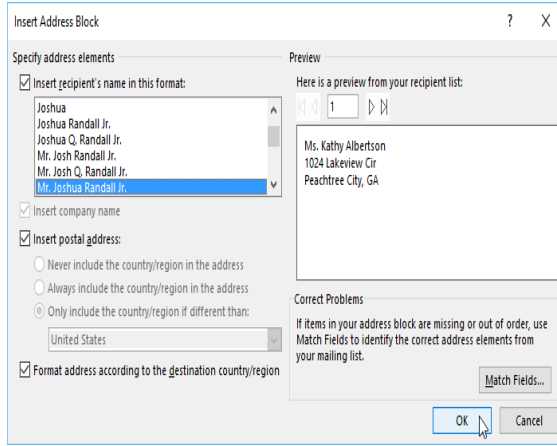 Insert Address Block
? X
Specify address elements
Insert recipient's name in this format:
Joshua
Joshua Randall Jr.
Joshua Q. Randall Jr.
Mr. Josh Randall Jr.
Mr. Josh Q. Randall Jr.
Mr. Joshua Randall Jr.
Insert company name
Insert postal address:
Never include the country/region in the address
Always include the country/region in the address
Only include the country/region if different than:
United States
Format address according to the destination country/region
Preview
Here is a preview from your recipient list:
1
Ms. Kathy Albertson
1024 Lakeview Cir
Peachtree City, GA
Correct Problems
If items in your address block are missing or out of order, use
Match Fields to identify the correct address elements from
your mailing list.
Match Fields...
OK
Cancel